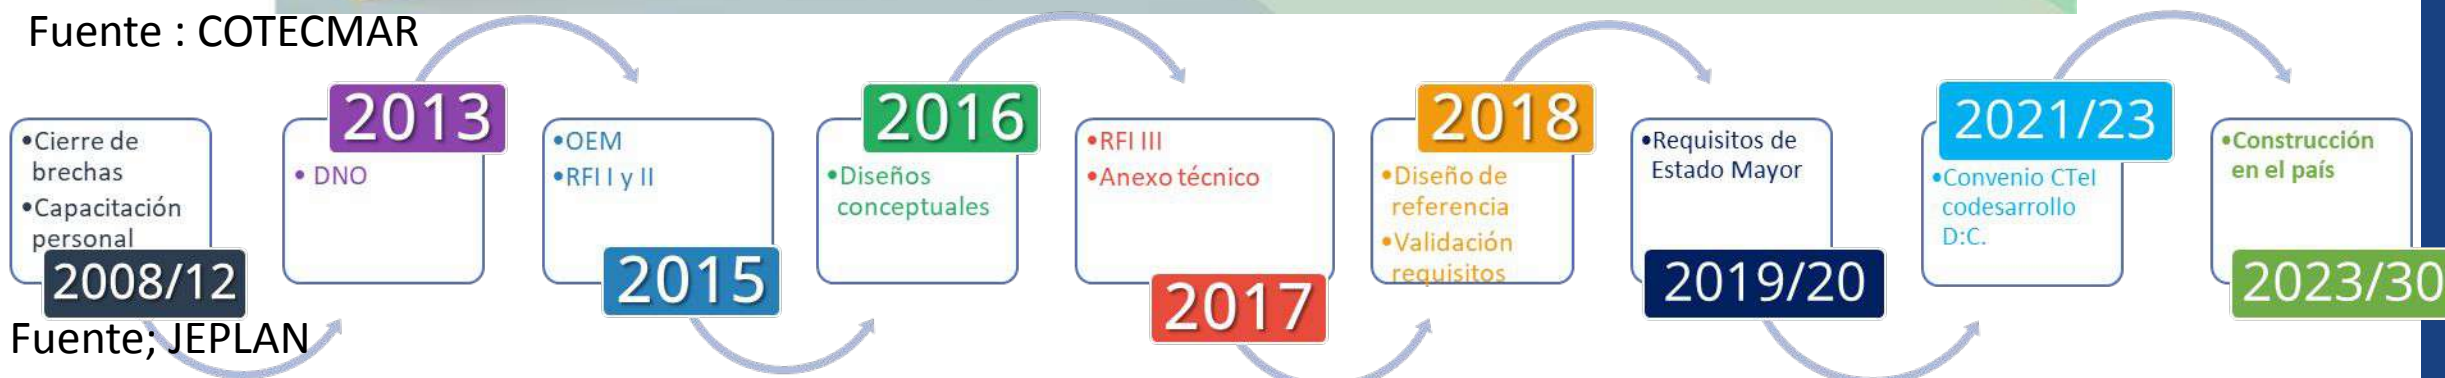 Fuente : COTECMAR
•Cierre de
brechas
•Capacitación
personal
2008/12
2013
• DNO
•OEM
•RFI I y II
2015
2016
•Diseños
conceptuales
•RFI III
•Anexo técnico
2017
2018
•Diseño de
referencia
•Validación
requisitos
•Requisitos de
Estado Mayor
2019/20
2021/23
•Convenio CTeI
codesarrollo
D:C.
•Construcción
en el país
2023/30
Fuente; JEPLAN